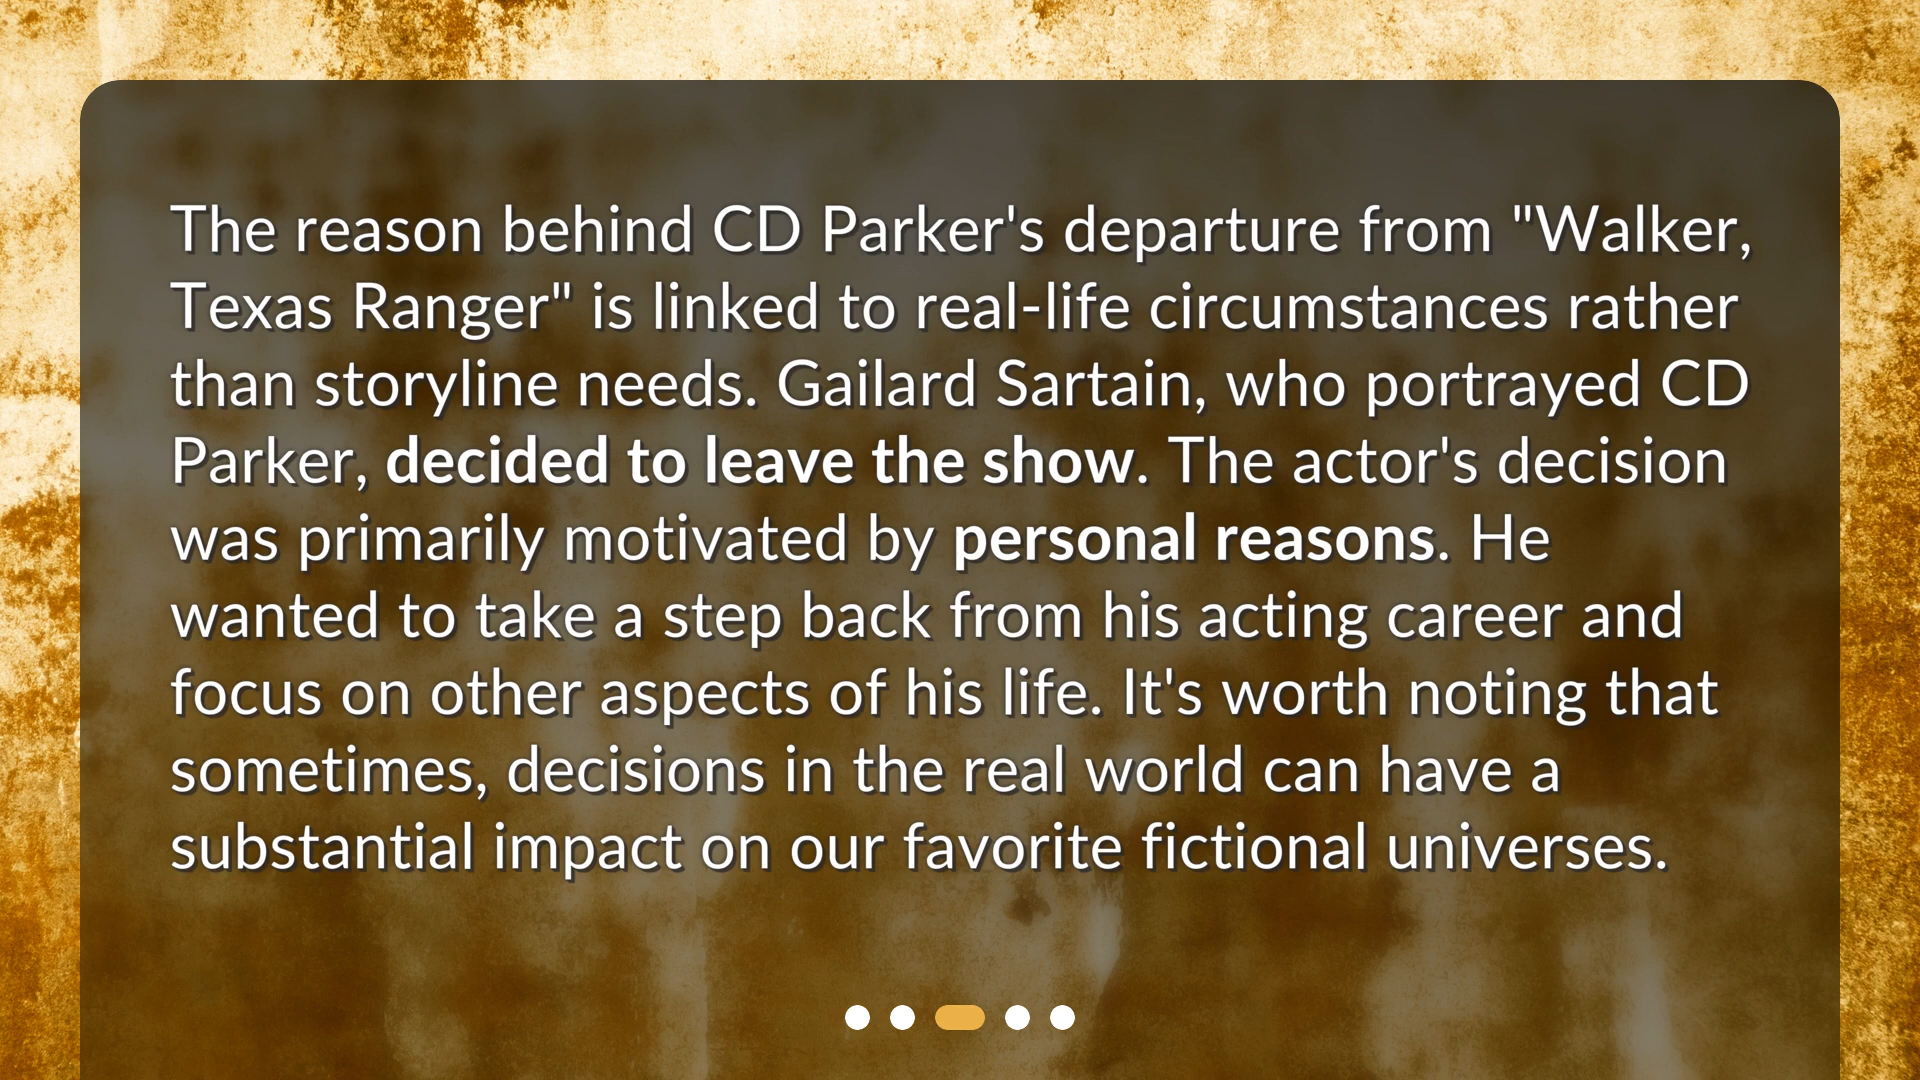 The reason behind CD Parker's departure from "Walker,
Texas Ranger" is linked to real-life circumstances rather
than storyline needs. Gailard Sartain, who portrayed CD
Parker, decided to leave the show. The actor's decision
was primarily motivated by personal reasons. He
wanted to take a step back from his acting career and
focus on other aspects of his life. It's worth noting that
sometimes, decisions in the real world can have a
substantial impact on our favorite fictional universes.